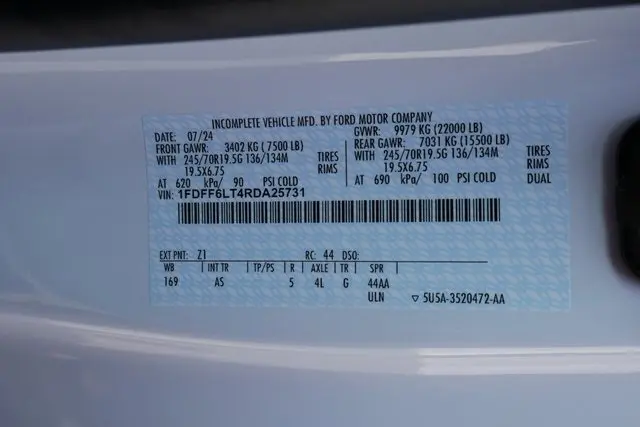 INCOMPLETE VEHICLE MFD. BY FORD MOTOR COMPANY
DATE: 07/24 GVWR: 9979 KG (22000 LB)
FRONT GAWR: 3402 KG (7500 LB) REAR GAWR: 7031 KG (15500 LB)
WITH 245/70R19.5G 136/134M TIRES WITH 245/70R19.5G 136/134M TIRES
19.5X6.75 RIMS 19.5X6.75 RIMS
AT 620 kPa/ 90 PSI COLD AT 690 kPa/ 100 PSI COLD DUAL
VIN: 1FDFF6LT4RDA25731
EXT PNT: Z1 RC: 44 DSO:
WB INT TR TP/PS R AXLE TR SPR
169 AS 5 4L G 44AA
ULN ▽ 5U5A-3520472-AA